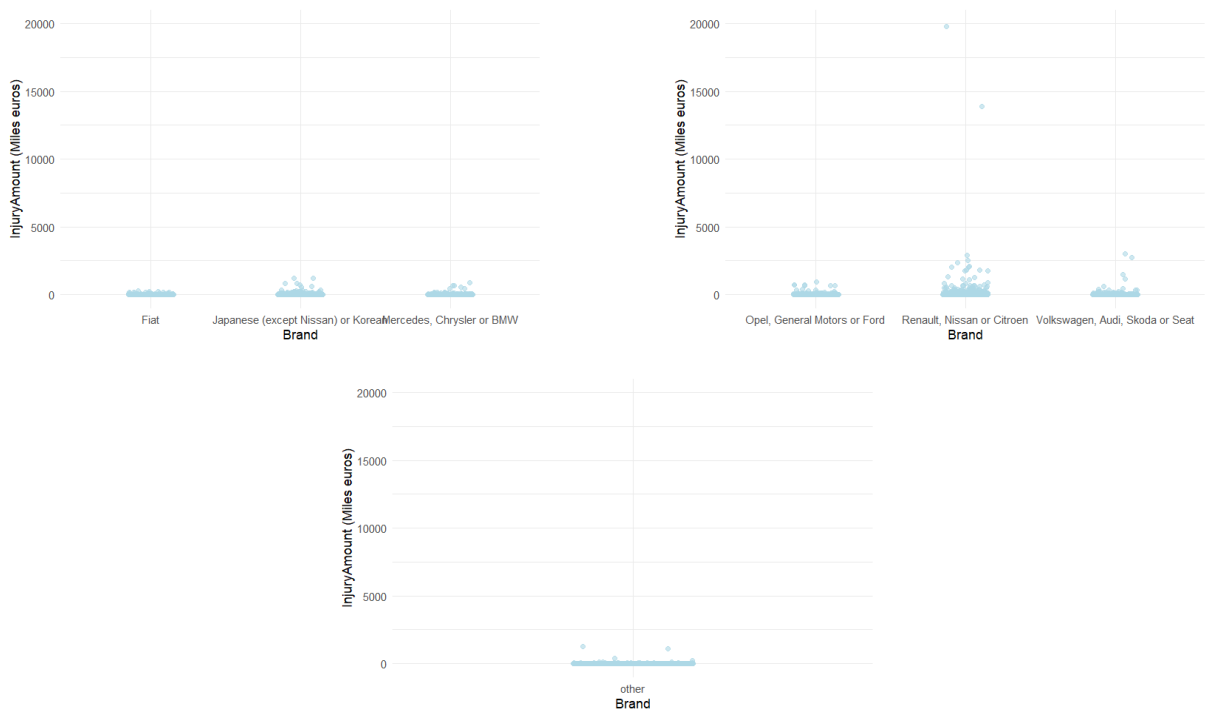 20000
15000
10000
5000
0
InjuryAmount (Miles euros)
Fiat
Japanese (except Nissan) or Korean
Mercedes, Chrysler or BMW
Brand
20000
15000
10000
5000
0
InjuryAmount (Miles euros)
Opel, General Motors or Ford
Renault, Nissan or Citroen
Volkswagen, Audi, Skoda or Seat
Brand
20000
15000
10000
5000
0
InjuryAmount (Miles euros)
other
Brand